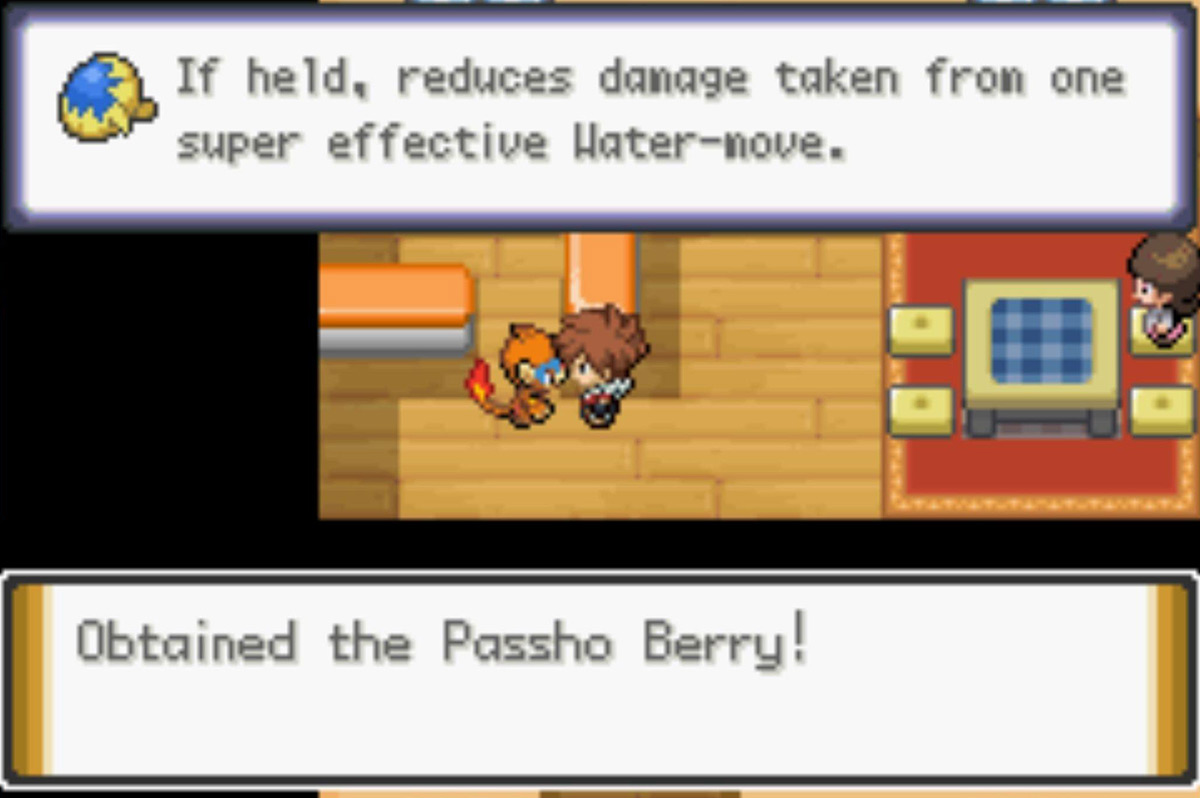 If held, reduces damage taken from one
super effective Water-move.
Obtained the Passho Berry!